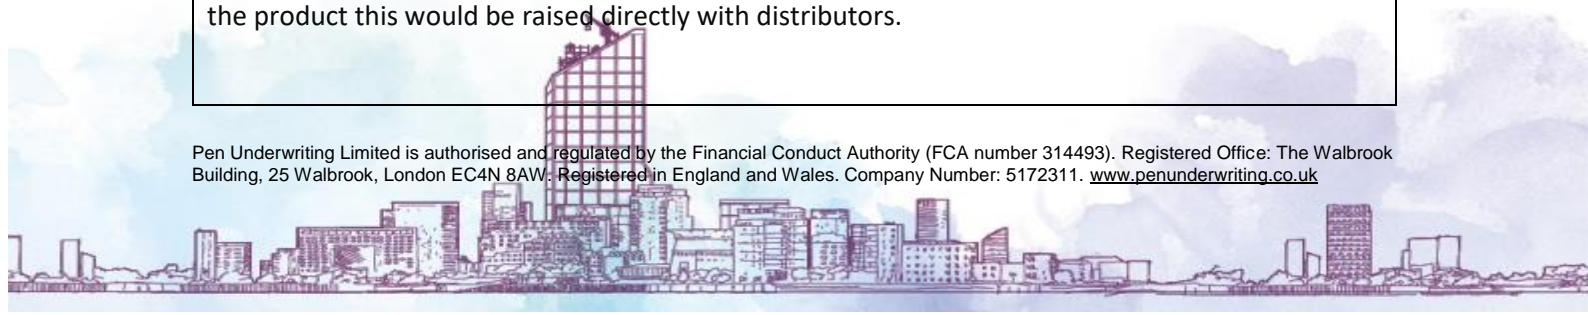 the product this would be raised directly with distributors.
Pen Underwriting Limited is authorised and regulated by the Financial Conduct Authority (FCA number 314493). Registered Office: The Walbrook
Building, 25 Walbrook, London EC4N 8AW. Registered in England and Wales. Company Number: 5172311. www.penunderwriting.co.uk